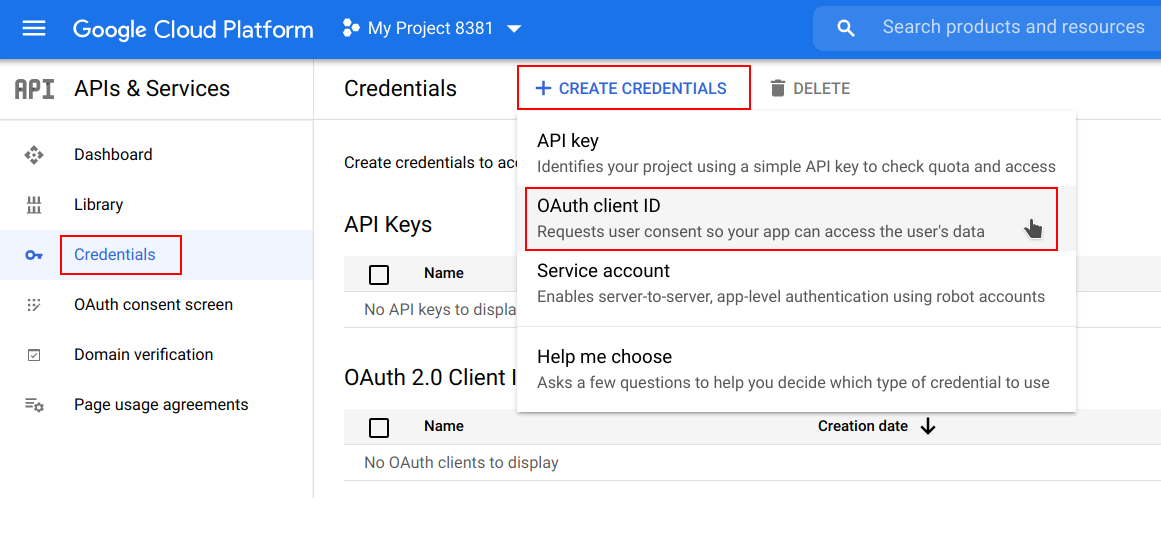 Google Cloud Platform
My Project 8381
Search products and resources
API
APIs & Services
Dashboard
Library
Credentials
OAuth consent screen
Domain verification
Page usage agreements
Credentials
CREATE CREDENTIALS
DELETE
API key
Identifies your project using a simple API key to check quota and access
OAuth client ID
Requests user consent so your app can access the user's data
Service account
Enables server-to-server, app-level authentication using robot accounts
Help me choose
Asks a few questions to help you decide which type of credential to use
Create credentials to
API Keys
Name
No API keys to
OAuth 2.0 Client
Name
Creation date
No OAuth clients to display